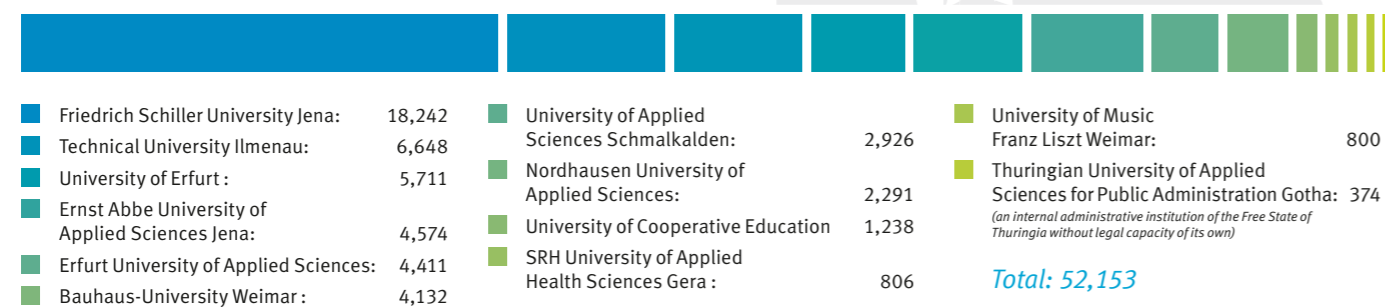 Friedrich Schiller University Jena: 18,242
Technical University Ilmenau: 6,648
University of Erfurt : 5,711
Ernst Abbe University of
Applied Sciences Jena: 4,574
Erfurt University of Applied Sciences: 4,411
Bauhaus-University Weimar : 4,132
University of Applied
Sciences Schmalkalden: 2,926
Nordhausen University of
Applied Sciences: 2,291
University of Cooperative Education 1,238
SRH University of Applied
Health Sciences Gera : 806
University of Music
Franz Liszt Weimar: 800
Thuringian University of Applied
Sciences for Public Administration Gotha: 374
(an internal administrative institution of the Free State of
Thuringia without legal capacity of its own)
Total: 52,153